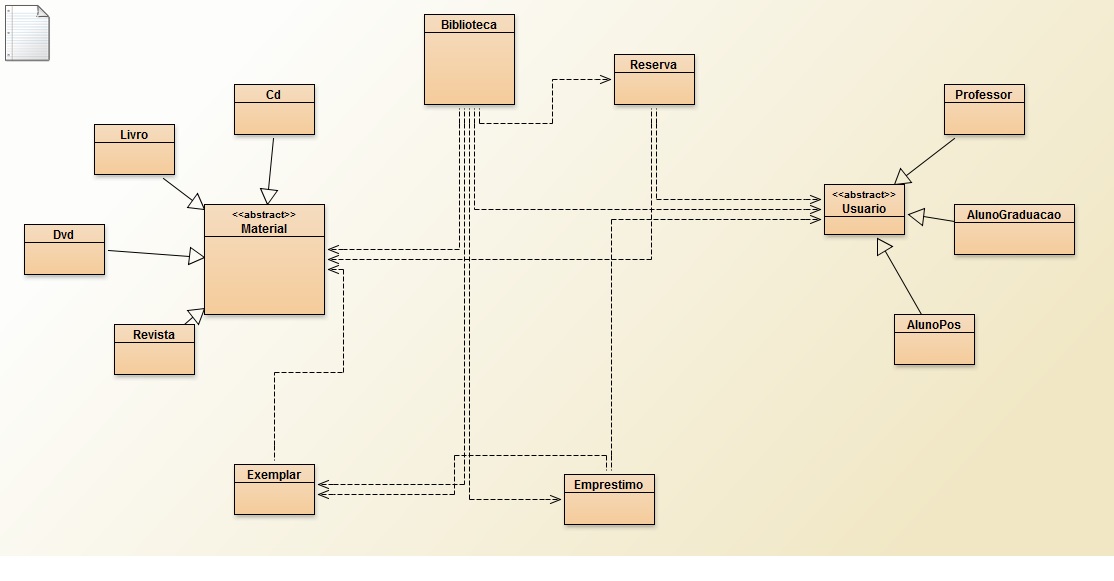 Biblioteca
Reserva
Cd
Professor
Livro
<<abstract>>
Usuario
<<abstract>>
Material
AlunoGraduacao
Dvd
Revista
AlunoPos
Exemplar
Emprestimo